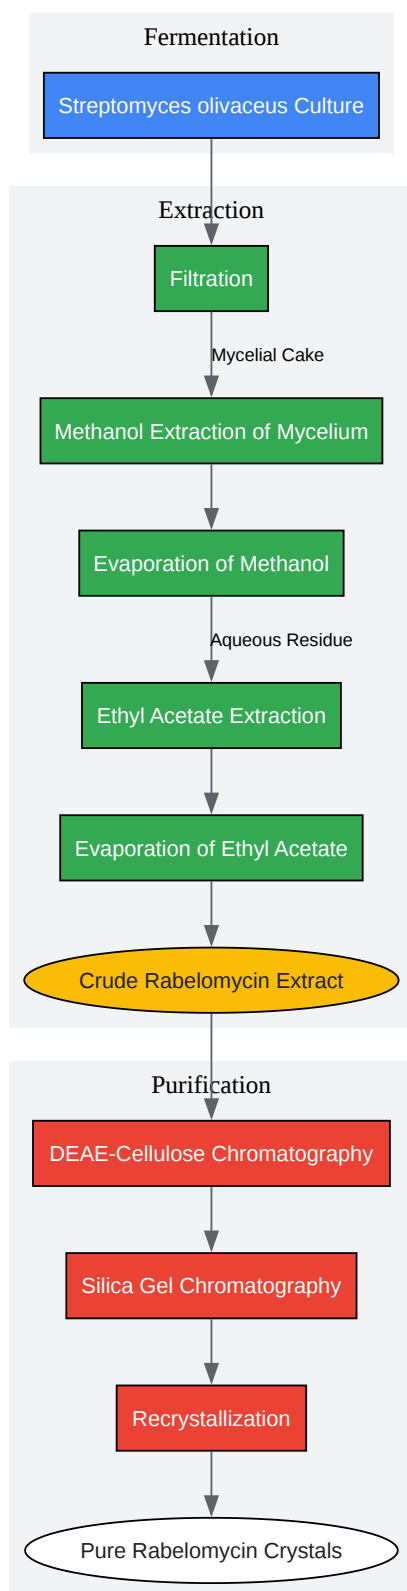 Fermentation
Streptomyces olivaceus Culture
Extraction
Filtration
Mycelial Cake
Methanol Extraction of Mycelium
Evaporation of Methanol
Aqueous Residue
Ethyl Acetate Extraction
Evaporation of Ethyl Acetate
Crude Rabelomycin Extract
Purification
DEAE-Cellulose Chromatography
Silica Gel Chromatography
Recrystallization
Pure Rabelomycin Crystals